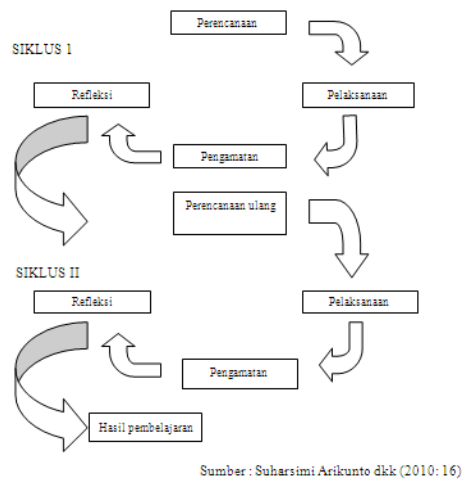 Perencanaan
SIKLUS 1
Refleksi
Pelaksanaan
Pengamatan
Perencanaan ulang
SIKLUS II
Refleksi
Pelaksanaan
Pengamatan
Hasil pembelajaran
Sumber : Suharsimi Arikunto dkk (2010: 16)